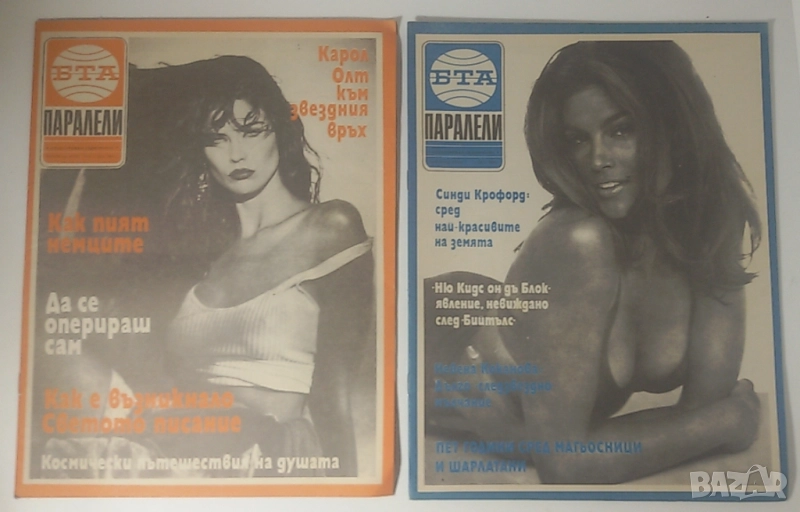 БТА
ПАРАЛЕЛИ
Карол
Олт
към
звездния
връх
Как пият
немците
Да се
оперираш
сам
Как е възниквало
Светото писание
Космически пътешествия на душата
БТА
ПАРАЛЕЛИ
Синди Крофорд:
сред
най-красивите
на земята
"Ню Кидс он дъ Блок"
явление, невиждано
след "Бийтълс"
ПЕТ ГОДИНИ СРЕД МАГЬОСНИЦИ
И ШАРЛАТАНИ
BAZAR